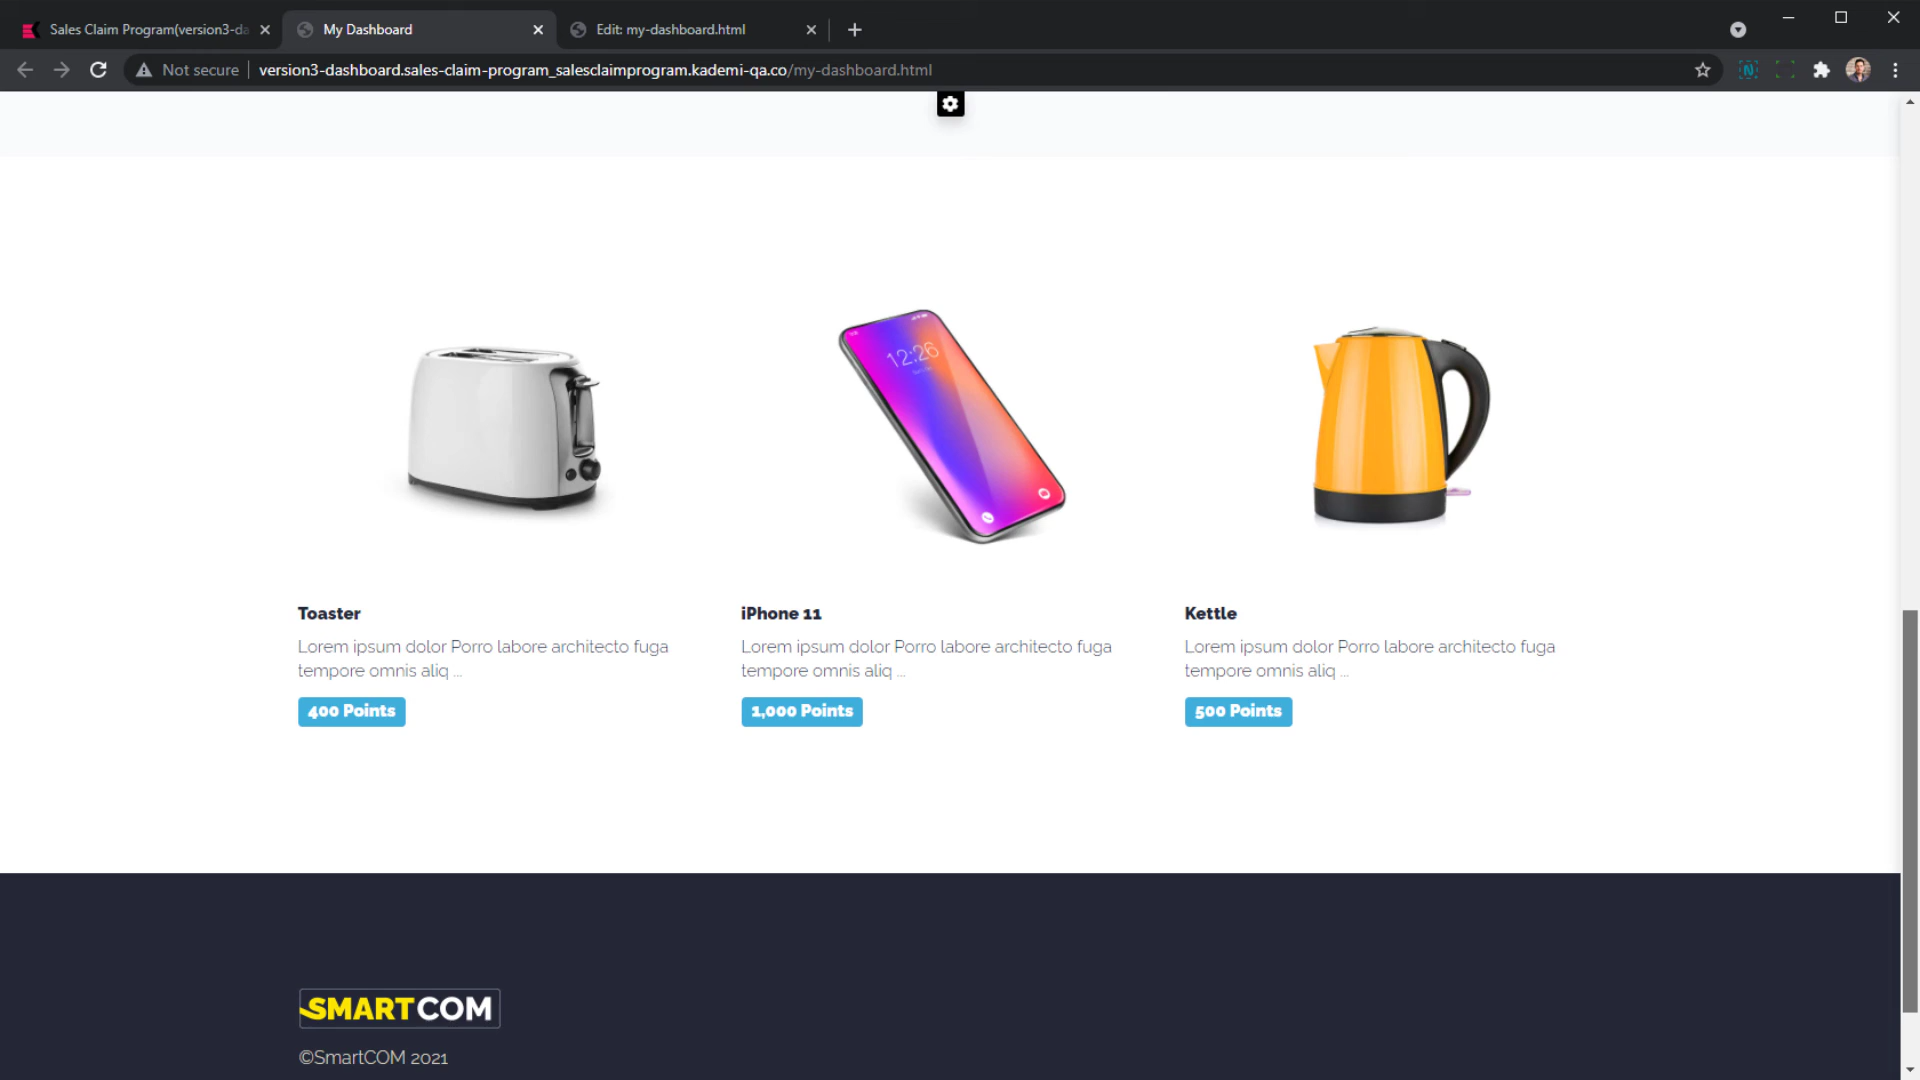 Sales Claim Program(version3-da
My Dashboard
Edit: my-dashboard.html
Not secure
version3-dashboard.sales-claim-program_salesclaimprogram.kademi-qa.co/my-dashboard.html
12:26
Toaster
iPhone 11
Kettle
Lorem ipsum dolor Porro labore architecto fuga
tempore omnis aliq ...
Lorem ipsum dolor Porro labore architecto fuga
tempore omnis aliq ...
Lorem ipsum dolor Porro labore architecto fuga
tempore omnis aliq ...
400 Points
1,000 Points
500 Points
SMARTCOM
©SmartCOM 2021